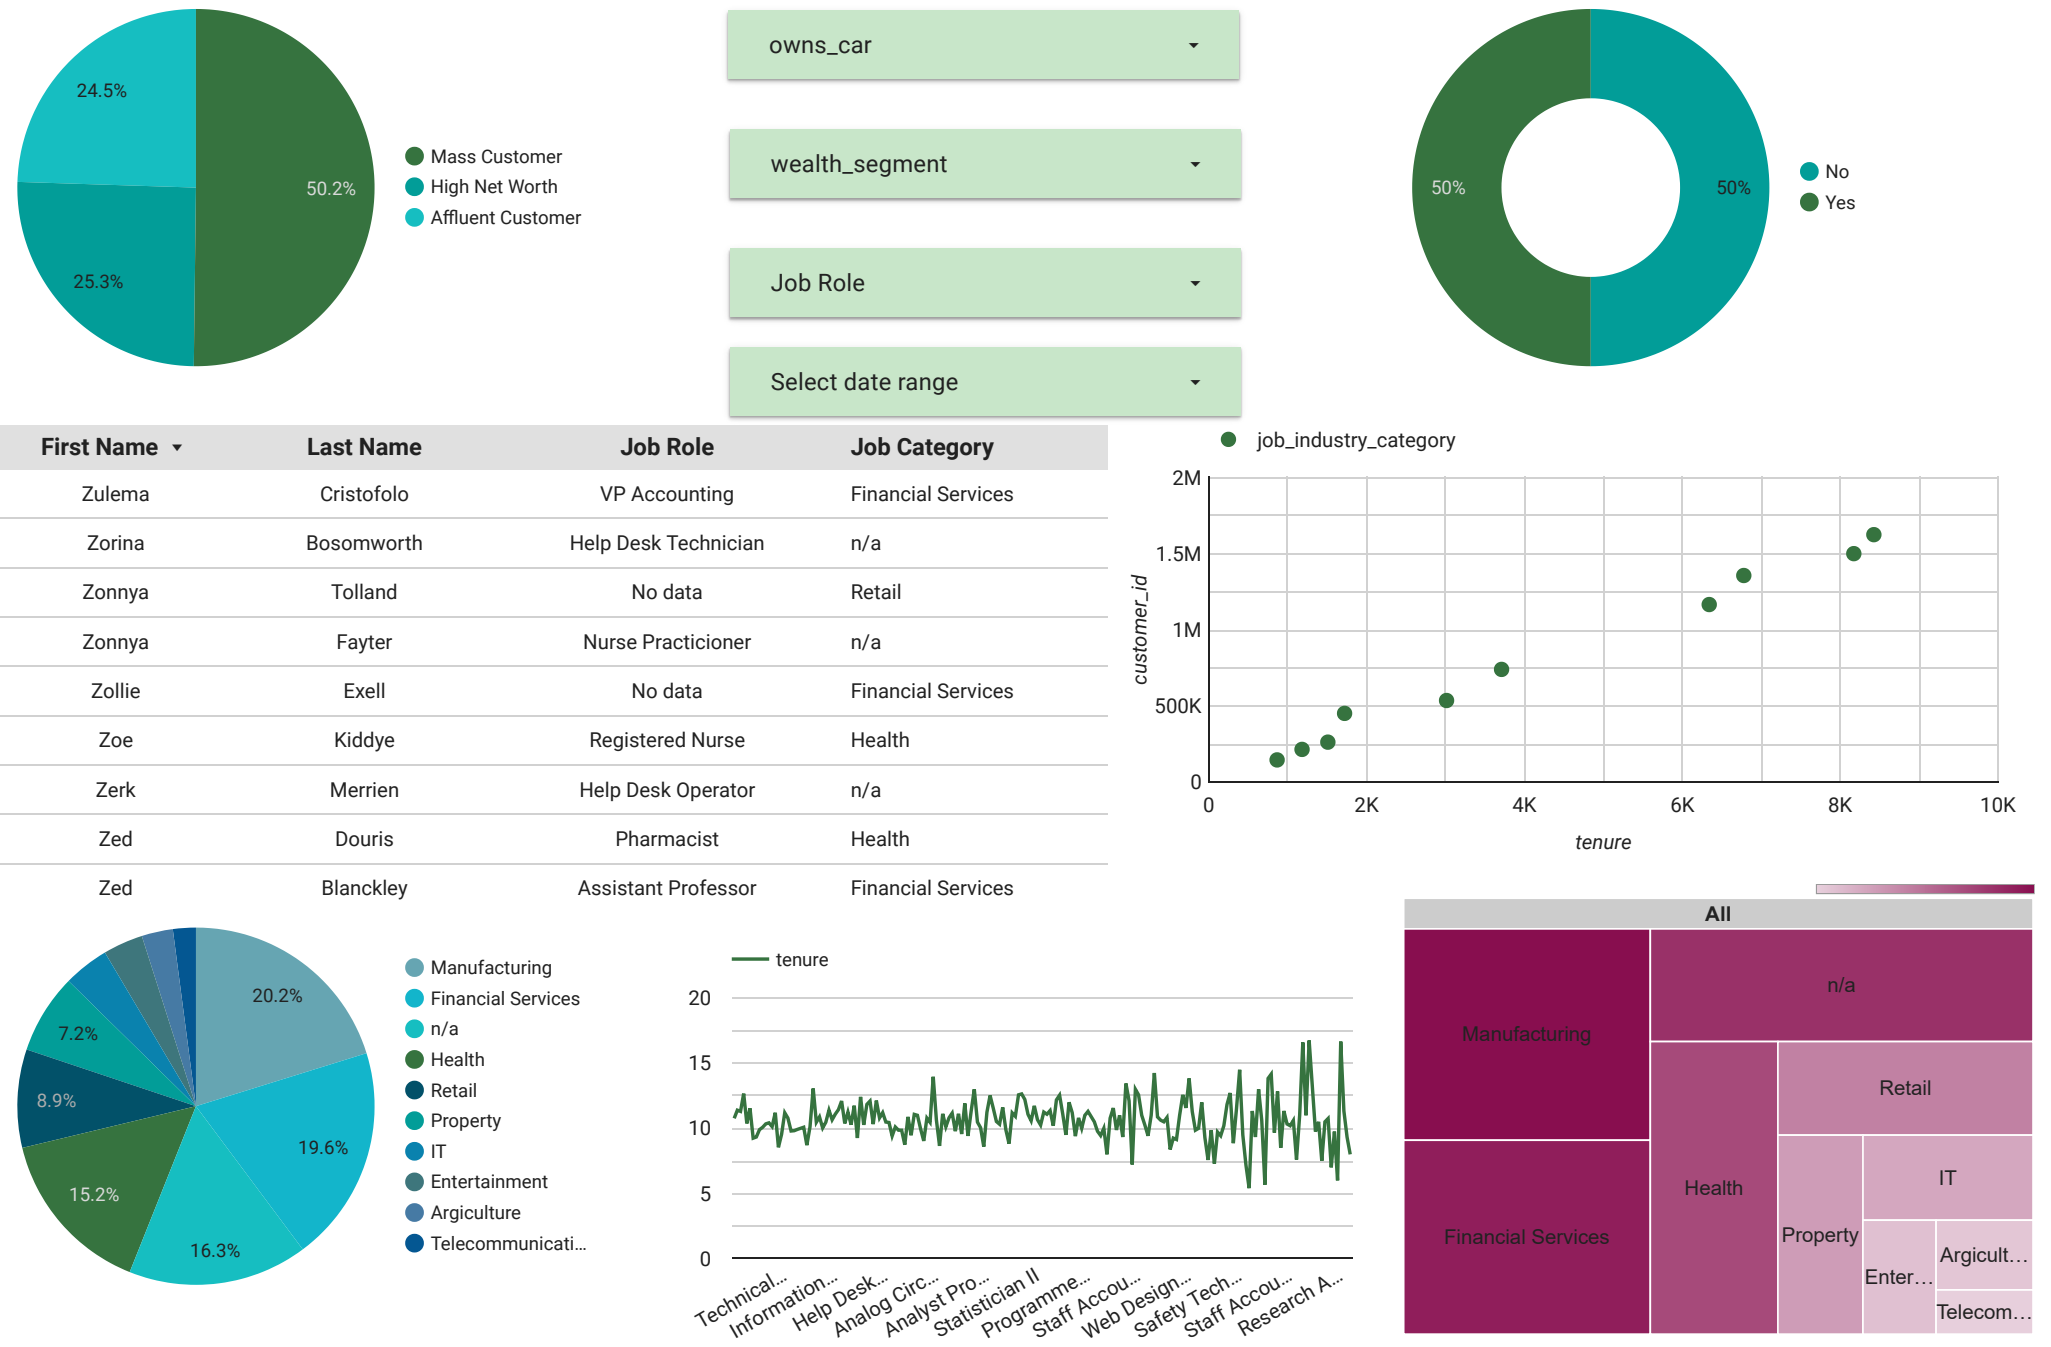 24.5%
50.2%
25.3%
Mass Customer
High Net Worth
Affluent Customer
owns_car
wealth_segment
Job Role
Select date range
50%
50%
No
Yes
First Name Last Name Job Role Job Category
Zulema Cristofolo VP Accounting Financial Services
Zorina Bosomworth Help Desk Technician n/a
Zonnya Tolland No data Retail
Zonnya Fayter Nurse Practicioner n/a
Zollie Exell No data Financial Services
Zoe Kiddye Registered Nurse Health
Zerk Merrien Help Desk Operator n/a
Zed Douris Pharmacist Health
Zed Blanckley Assistant Professor Financial Services
job_industry_category
2M
1.5M
1M
500K
0
customer_id
0 2K 4K 6K 8K 10K
tenure
20.2%
7.2%
8.9%
19.6%
15.2%
16.3%
Manufacturing
Financial Services
n/a
Health
Retail
Property
IT
Entertainment
Argiculture
Telecommunicati...
tenure
20
15
10
5
0
Technical...
Information...
Help Desk...
Analog Circ...
Analyst Pro...
Statistician II
Programme...
Staff Accou...
Web Design...
Safety Tech...
Staff Accou...
Research A...
All
Manufacturing
n/a
Retail
Health
IT
Property
Financial Services
Argicult...
Enter...
Telecom...